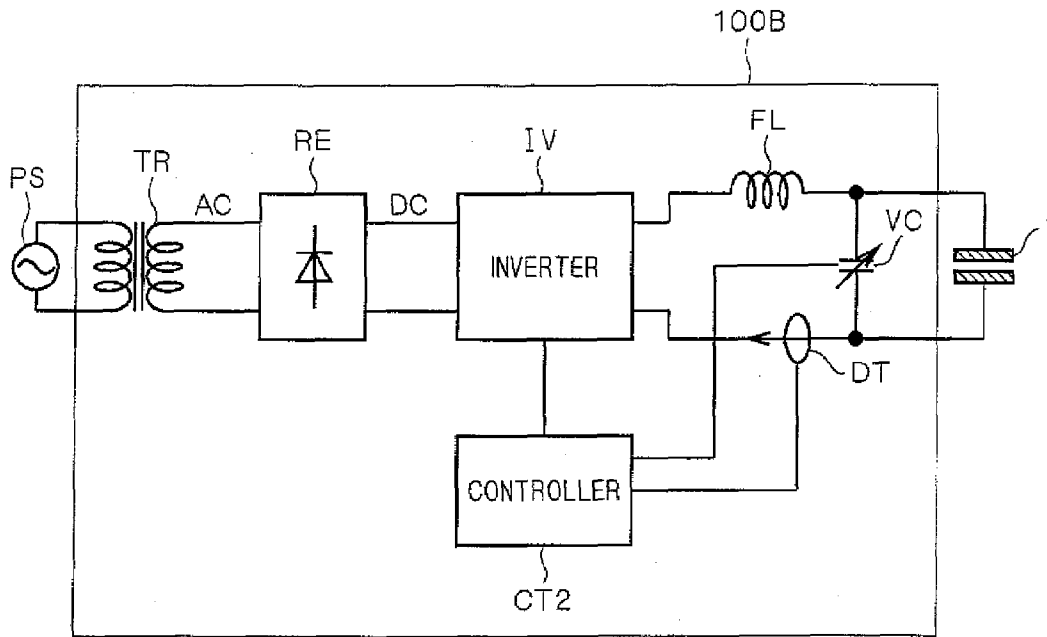 100B
PS
TR
AC
RE
DC
IV
FL
VC
INVERTER
DT
CONTROLLER
CT2